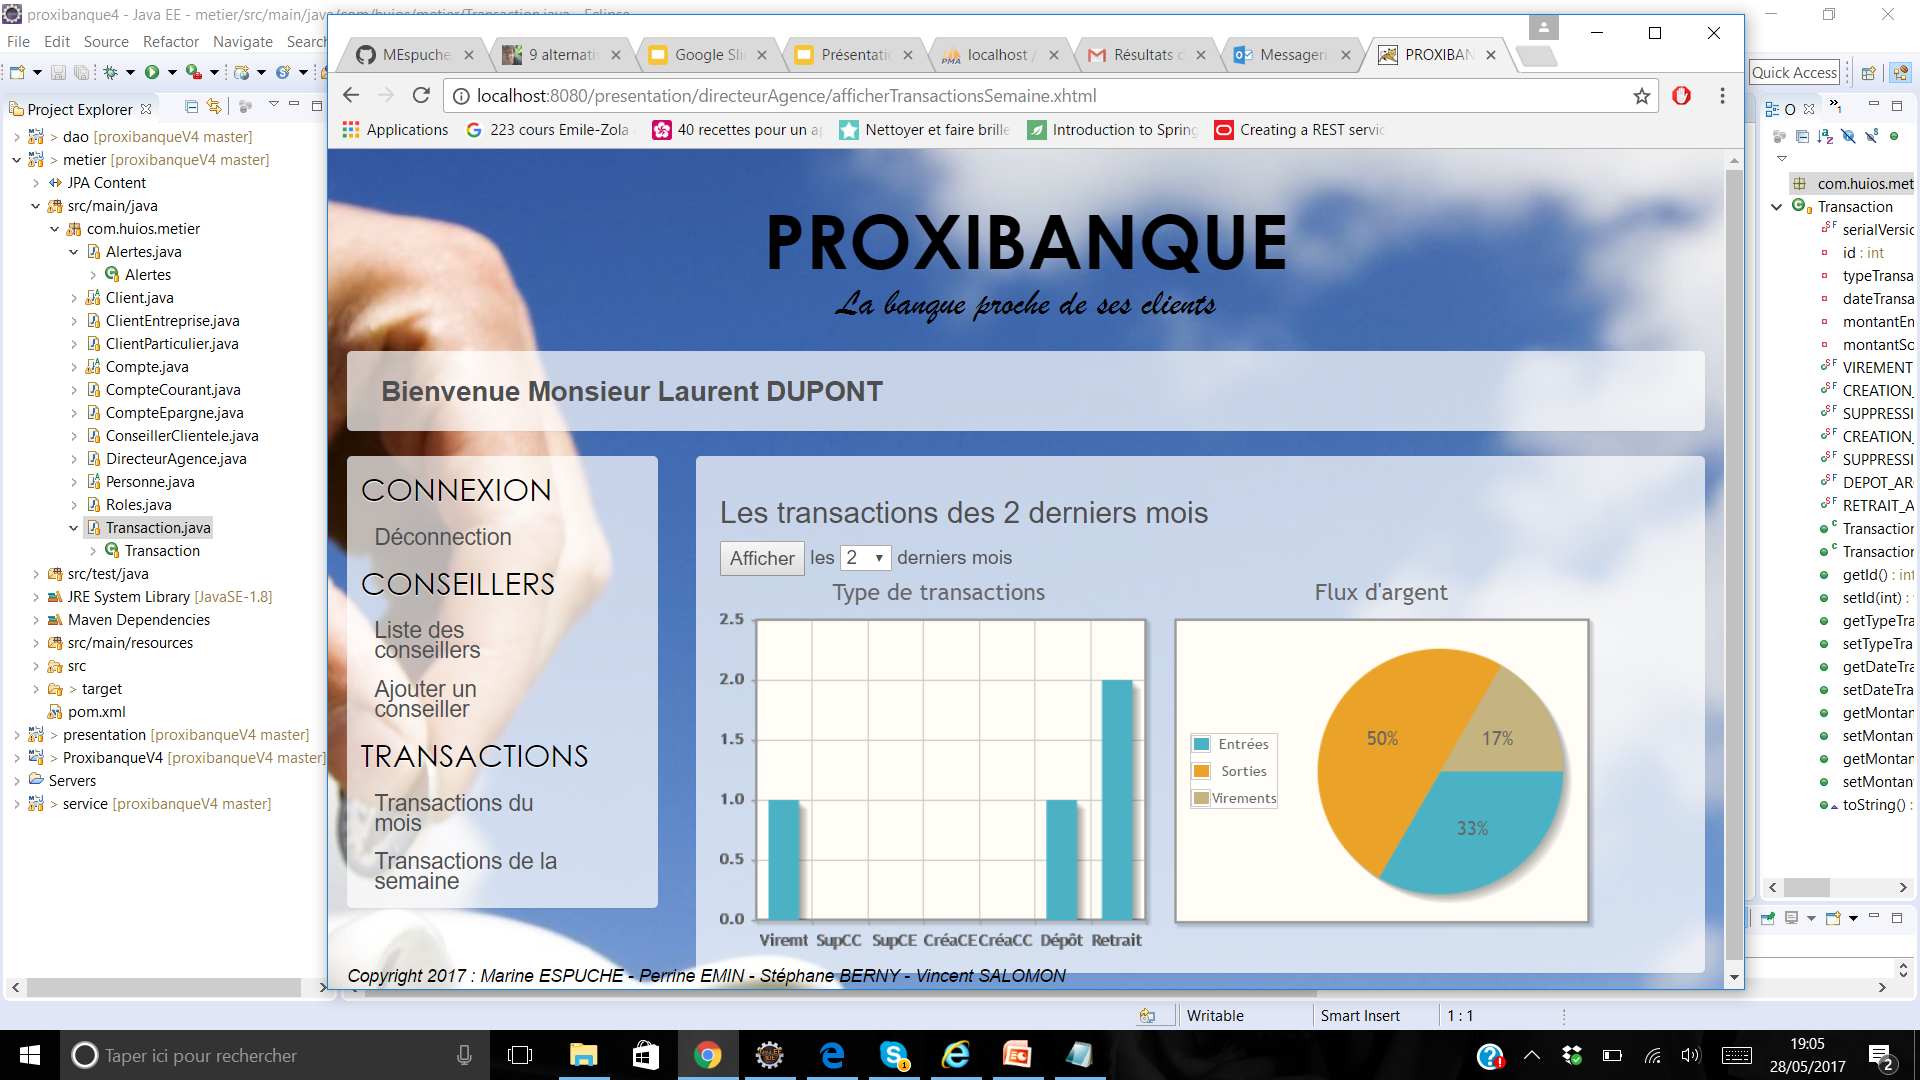 proxibanque4 - Java EE - metier/src/main/java/com/huios/metier/Transaction.java - Eclipse
File Edit Source Refactor Navigate Search
Quick Access
Project Explorer
> dao [proxibanqueV4 master]
> metier [proxibanqueV4 master]
JPA Content
src/main/java
com.huios.metier
Alertes.java
Alertes
Client.java
ClientEntreprise.java
ClientParticulier.java
Compte.java
CompteCourant.java
CompteEpargne.java
ConseillerClientele.java
DirecteurAgence.java
Personne.java
Roles.java
Transaction.java
Transaction
src/test/java
JRE System Library [JavaSE-1.8]
Maven Dependencies
src/main/resources
src
> target
pom.xml
> presentation [proxibanqueV4 master]
> ProxibanqueV4 [proxibanqueV4 master]
Servers
> service [proxibanqueV4 master]
MEspuche
9 alternati
Google Sli
Présentati
localhost /
Résultats
Messageri
PROXIBAN
localhost:8080/presentation/directeurAgence/afficherTransactionsSemaine.xhtml
Applications
223 cours Emile-Zola
40 recettes pour un a
Nettoyer et faire brille
Introduction to Spring
Creating a REST servic
PROXIBANQUE
La banque proche de ses clients
Bienvenue Monsieur Laurent DUPONT
CONNEXION
Déconnection
CONSEILLERS
Liste des
conseillers
Ajouter un
conseiller
TRANSACTIONS
Transactions du
mois
Transactions de la
semaine
Les transactions des 2 derniers mois
Afficher les 2 derniers mois
Type de transactions
2.5
2.0
1.5
1.0
0.5
0.0
Viremt SupCC SupCE CréaCE CréaCC Dépôt Retrait
Flux d'argent
Entrées
Sorties
Virements
50%
17%
33%
Copyright 2017 : Marine ESPUCHE - Perrine EMIN - Stéphane BERNY - Vincent SALOMON
O
com.huios.met
Transaction
serialVersio
id : int
typeTransa
dateTransa
montantEn
montantSo
VIREMENT
CREATION_
SUPPRESSI
CREATION_
SUPPRESSI
DEPOT_AR
RETRAIT_A
Transaction
Transaction
getId() : int
setId(int) :
getTypeTra
setTypeTra
getDateTra
setDateTra
getMontan
setMontan
getMontan
setMontan
toString() :
Writable
Smart Insert
1 : 1
Taper ici pour rechercher
1
19:05
28/05/2017
2